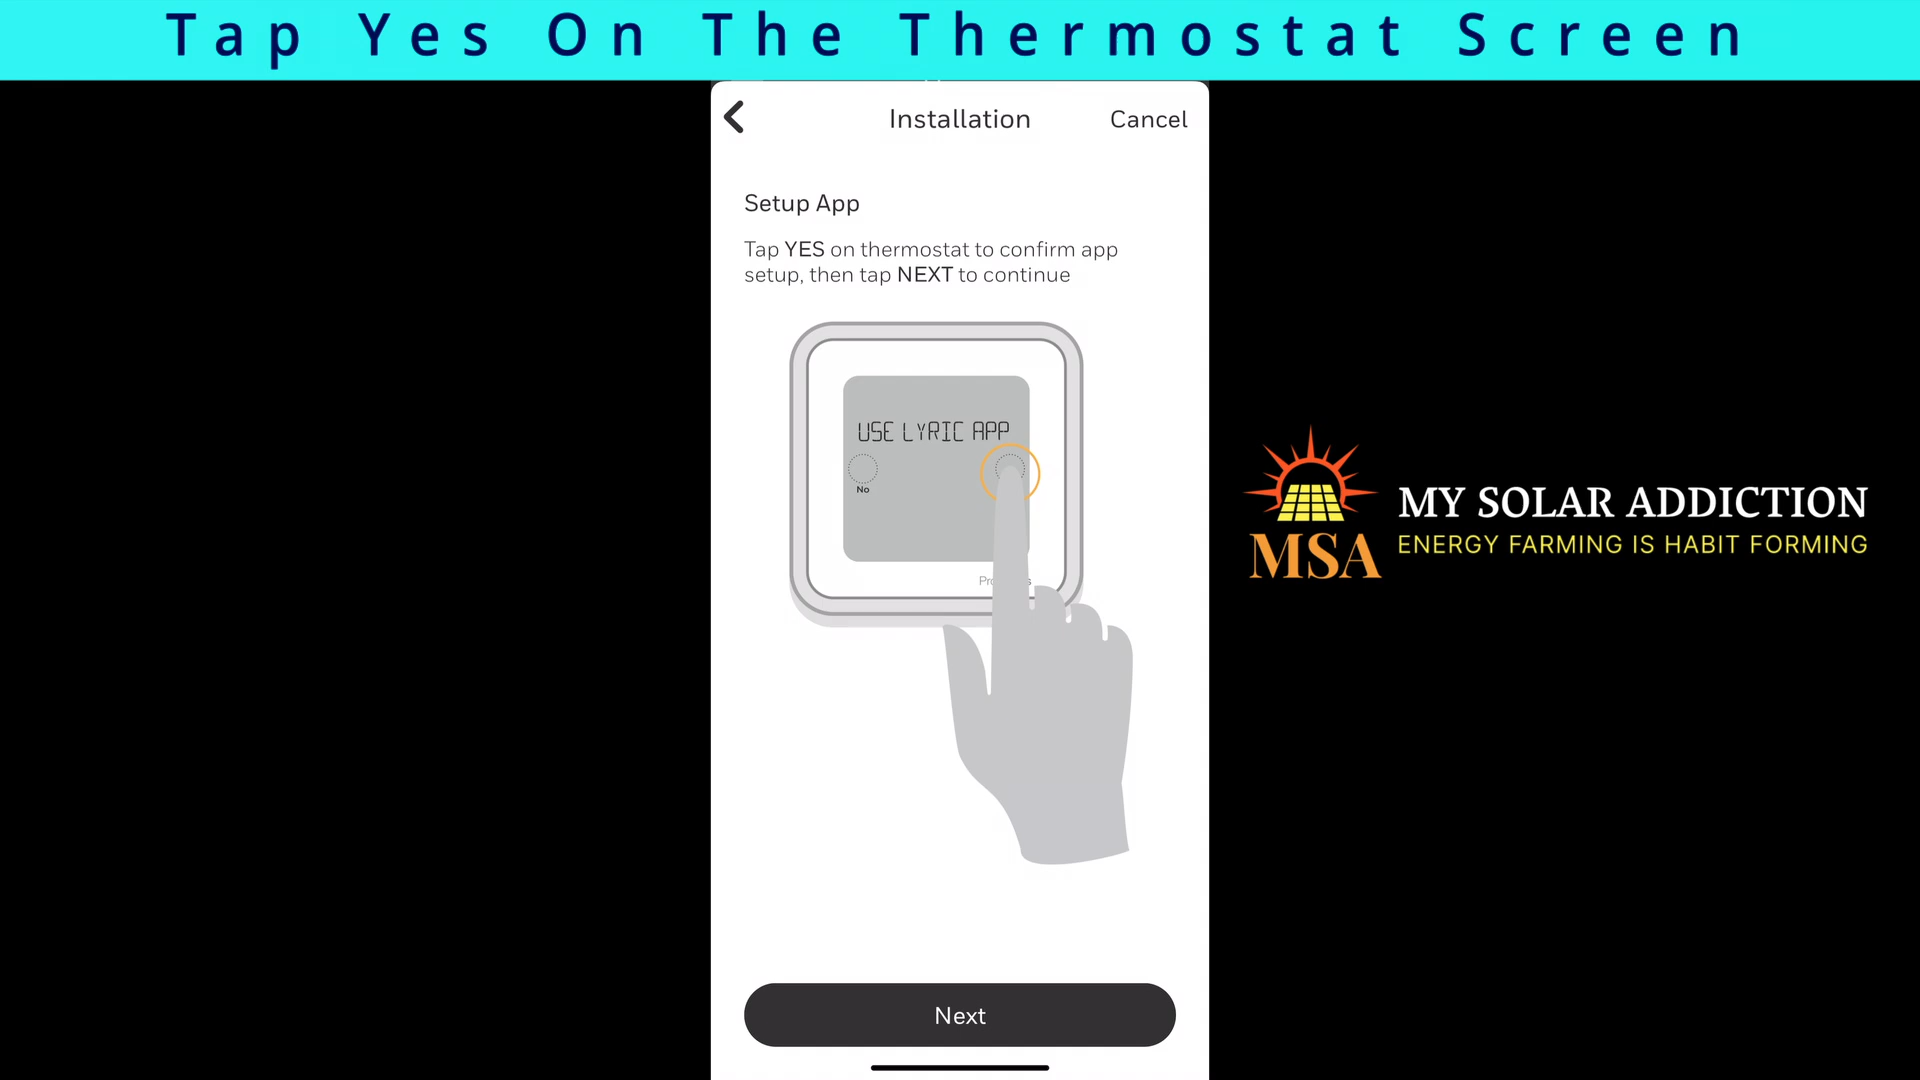 Tap Yes On The Thermostat Screen
Installation
Cancel
Setup App
Tap YES on thermostat to confirm app
setup, then tap NEXT to continue
USE LYRIC APP
No
MSA
MY SOLAR ADDICTION
ENERGY FARMING IS HABIT FORMING
Next